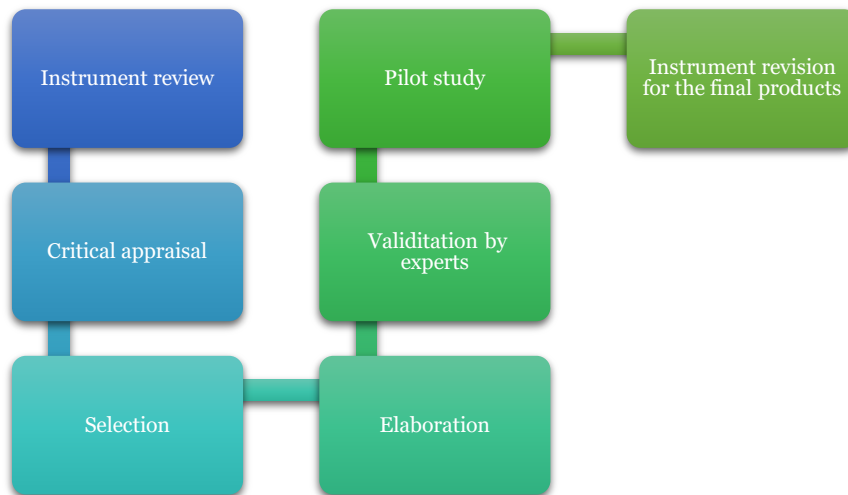 Instrument review
Critical appraisal
Selection
Elaboration
Validitation by
experts
Pilot study
Instrument revision
for the final products